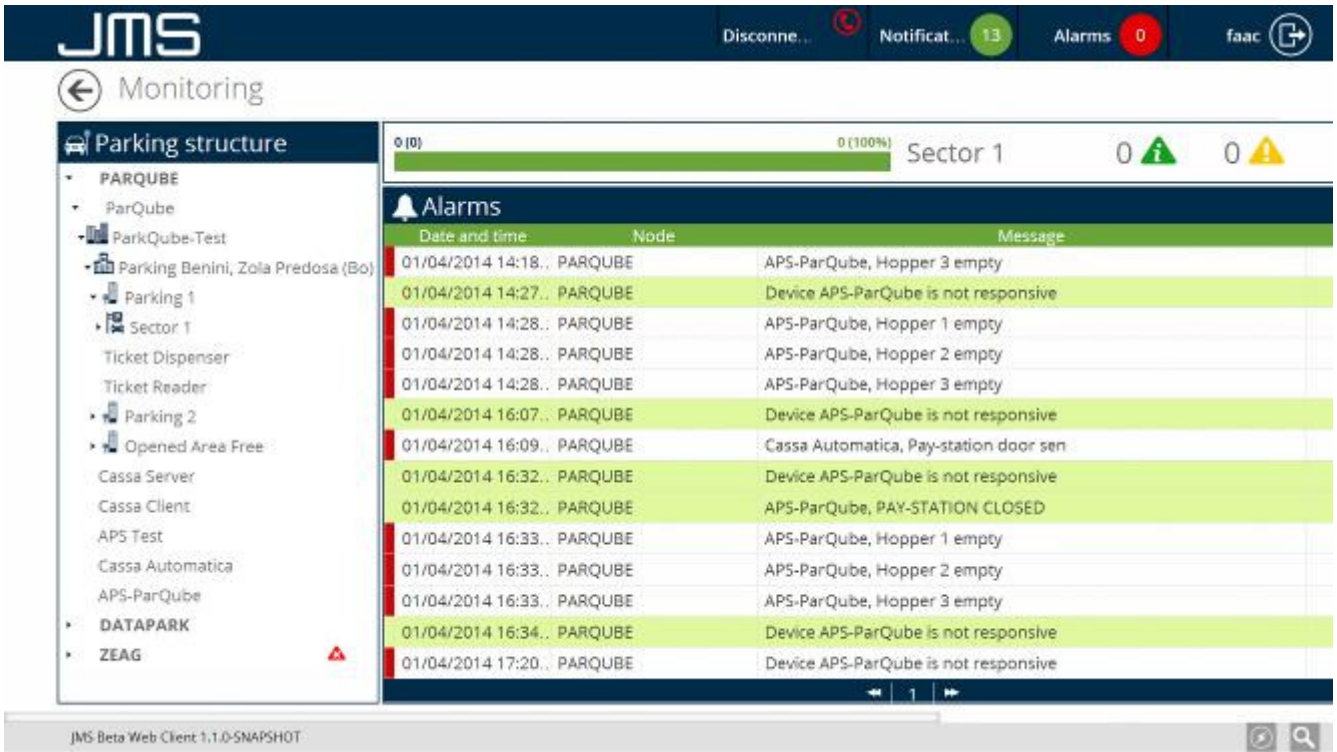 JMS
Disconne... Notificat... 13 Alarms 0 faac
Monitoring
Parking structure
PARQUBE
ParQube
ParkQube-Test
Parking Benini, Zola Predosa (Bo)
Parking 1
Sector 1
Ticket Dispenser
Ticket Reader
Parking 2
Opened Area Free
Cassa Server
Cassa Client
APS Test
Cassa Automatica
APS-ParQube
DATAPARK
ZEAG
0 (0) 0 (100%) Sector 1 0 0
Alarms
Date and time Node Message
01/04/2014 14:18.. PARQUBE APS-ParQube, Hopper 3 empty
01/04/2014 14:27.. PARQUBE Device APS-ParQube is not responsive
01/04/2014 14:28.. PARQUBE APS-ParQube, Hopper 1 empty
01/04/2014 14:28.. PARQUBE APS-ParQube, Hopper 2 empty
01/04/2014 14:28.. PARQUBE APS-ParQube, Hopper 3 empty
01/04/2014 16:07.. PARQUBE Device APS-ParQube is not responsive
01/04/2014 16:09.. PARQUBE Cassa Automatica, Pay-station door sen
01/04/2014 16:32.. PARQUBE Device APS-ParQube is not responsive
01/04/2014 16:32.. PARQUBE APS-ParQube, PAY-STATION CLOSED
01/04/2014 16:33.. PARQUBE APS-ParQube, Hopper 1 empty
01/04/2014 16:33.. PARQUBE APS-ParQube, Hopper 2 empty
01/04/2014 16:33.. PARQUBE APS-ParQube, Hopper 3 empty
01/04/2014 16:34.. PARQUBE Device APS-ParQube is not responsive
01/04/2014 17:20.. PARQUBE Device APS-ParQube is not responsive
1
JMS Beta Web Client 1.1.0-SNAPSHOT